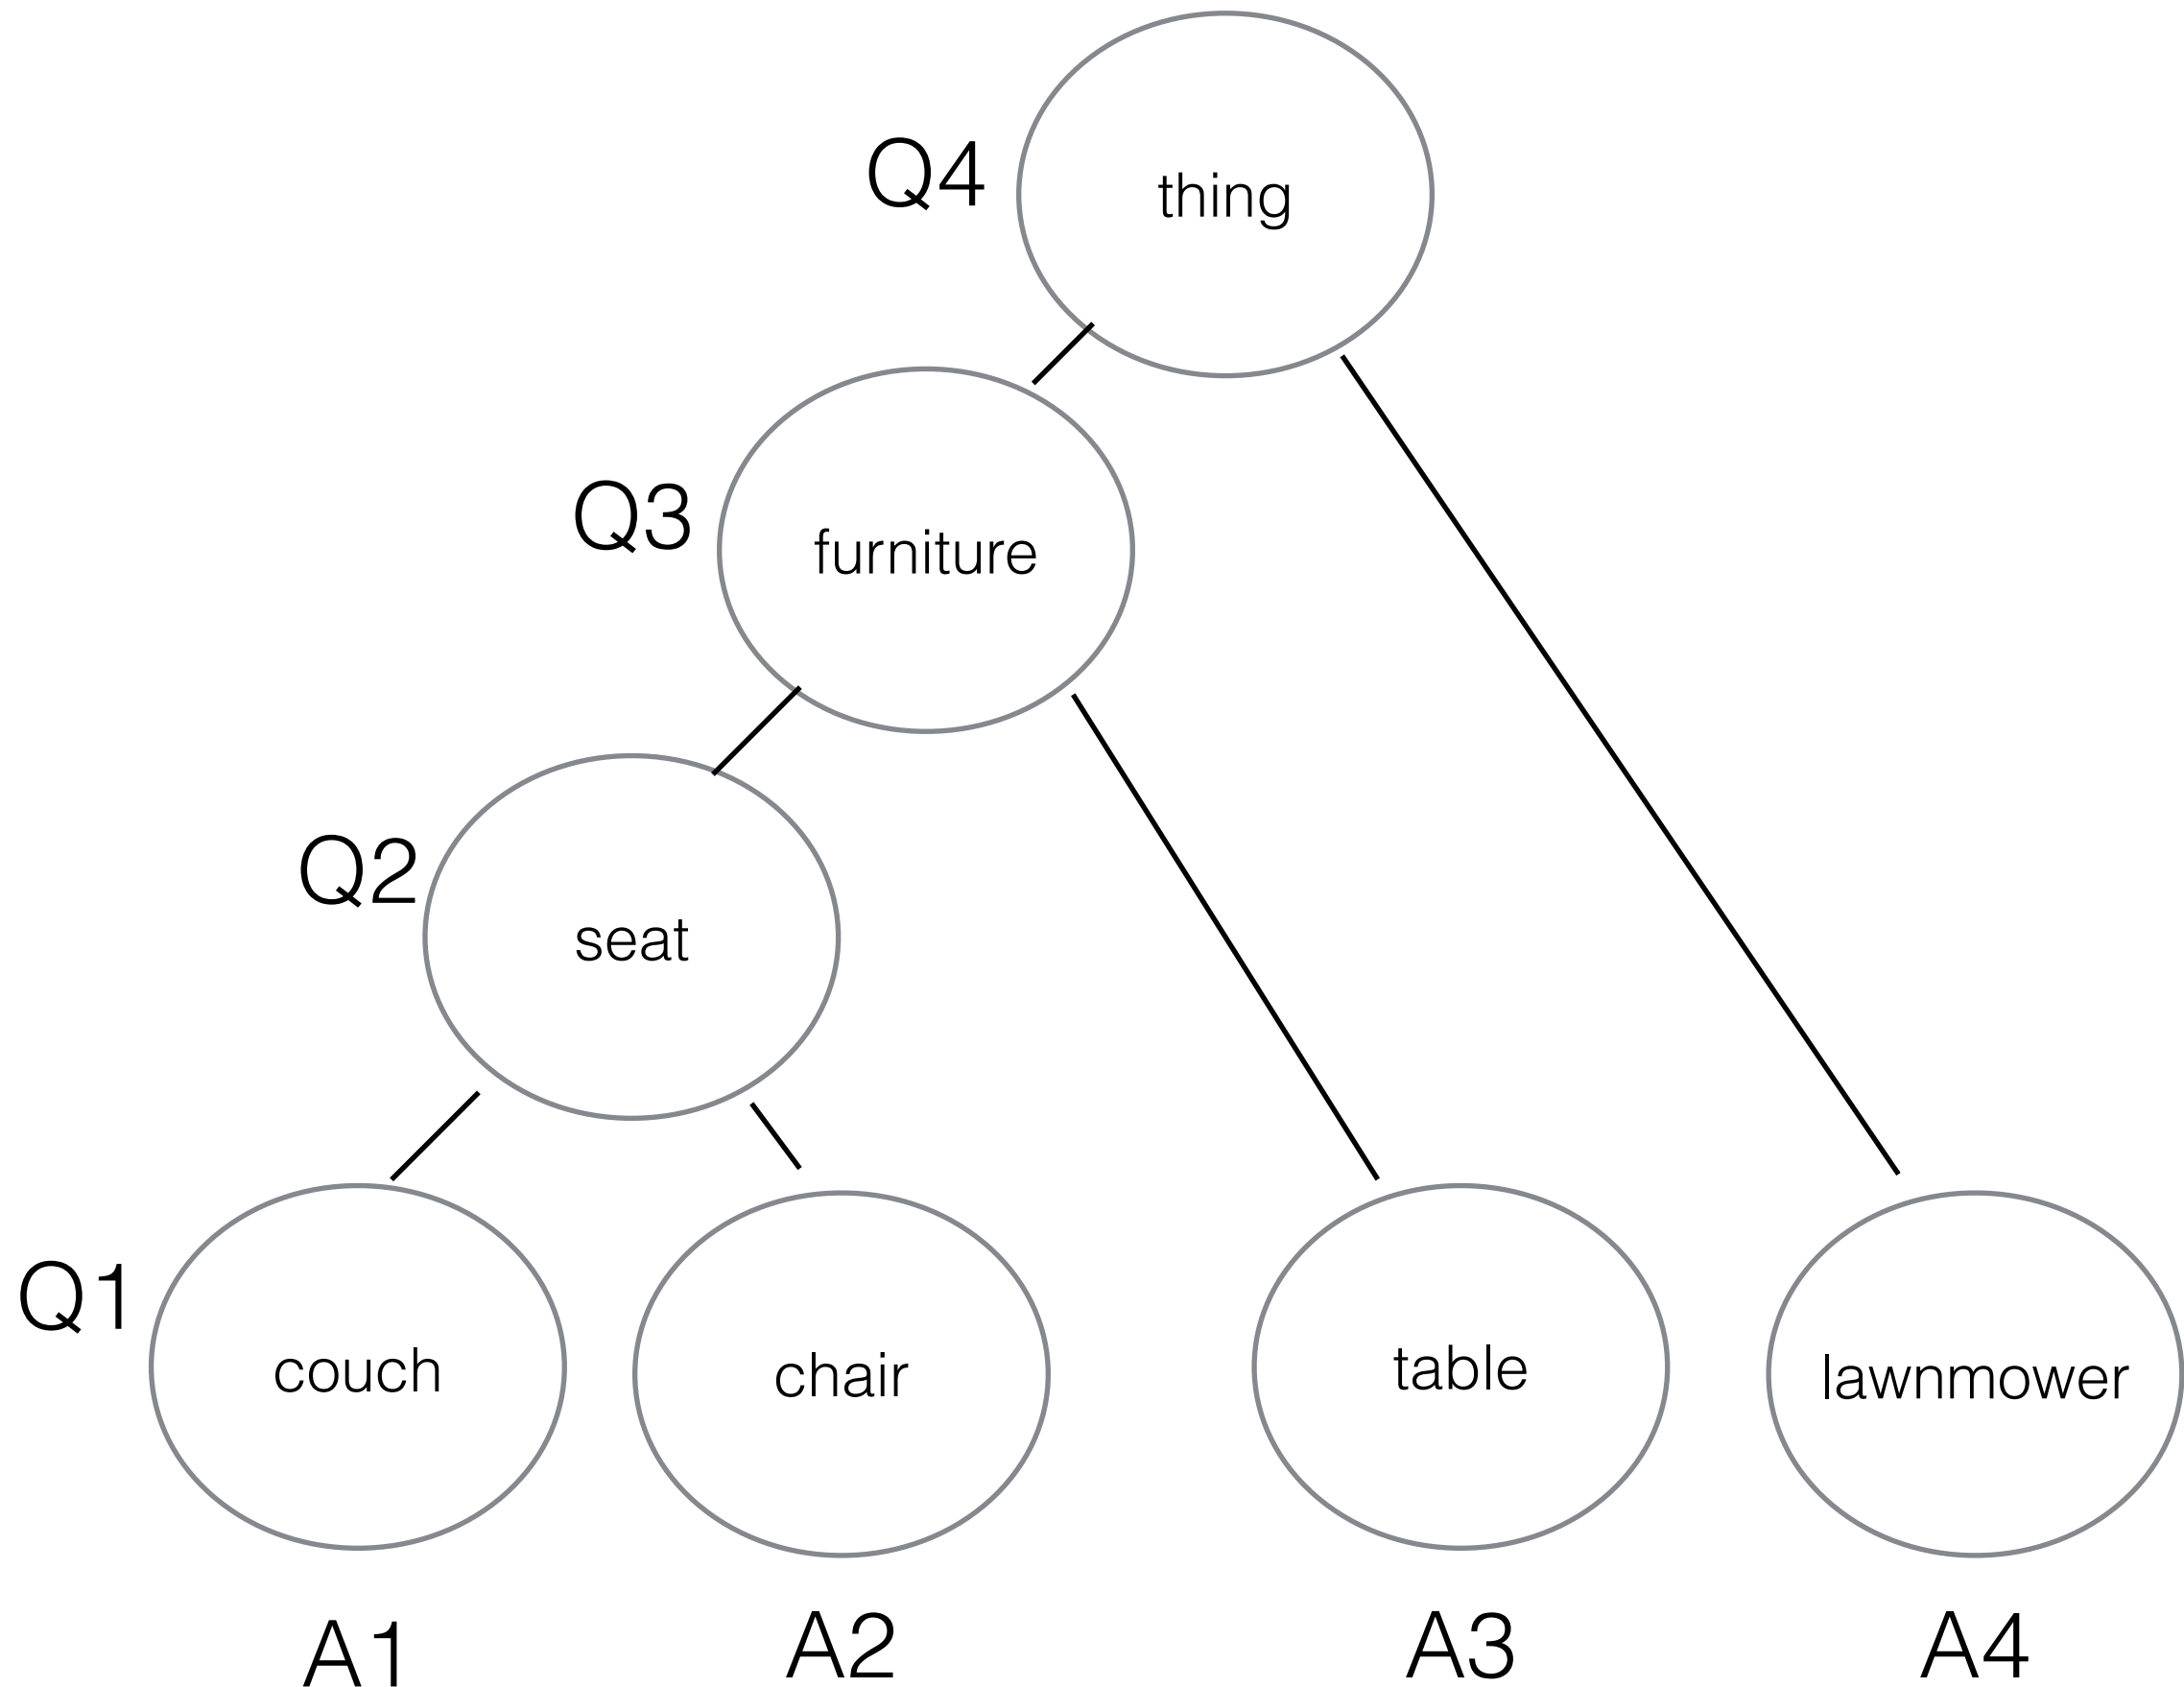 Q4
thing
Q3
furniture
Q2
seat
Q1
couch
chair
table
lawnmower
A1
A2
A3
A4